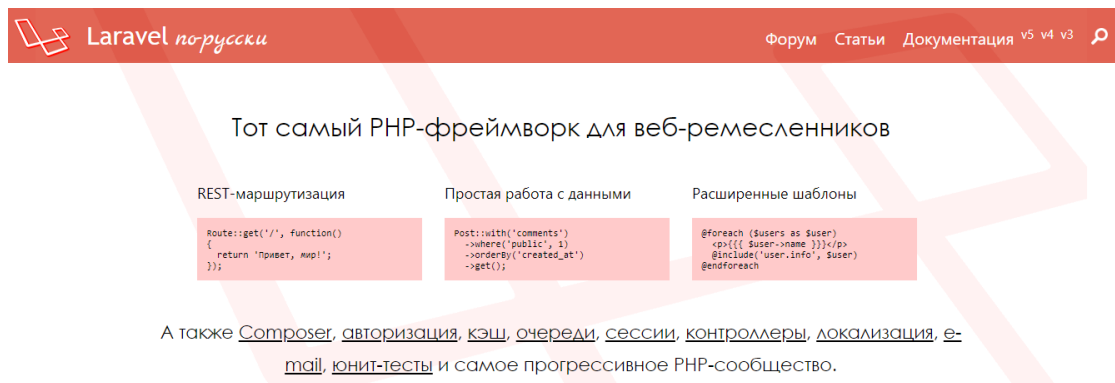 Laravel по-русски
Форум Статьи Документация v5 v4 v3
Тот самый PHP-фреймворк для веб-ремесленников
REST-маршрутизация
Route::get('/', function()
{
  return 'Привет, мир!';
});
Простая работа с данными
Post::with('comments')
  ->where('public', 1)
  ->orderBy('created_at')
  ->get();
Расширенные шаблоны
@foreach ($users as $user)
  <p>{{{ $user->name }}}</p>
  @include('user.info', $user)
@endforeach
А также Composer, авторизация, кэш, очереди, сессии, контроллеры, локализация, e-
mail, юнит-тесты и самое прогрессивное PHP-сообщество.